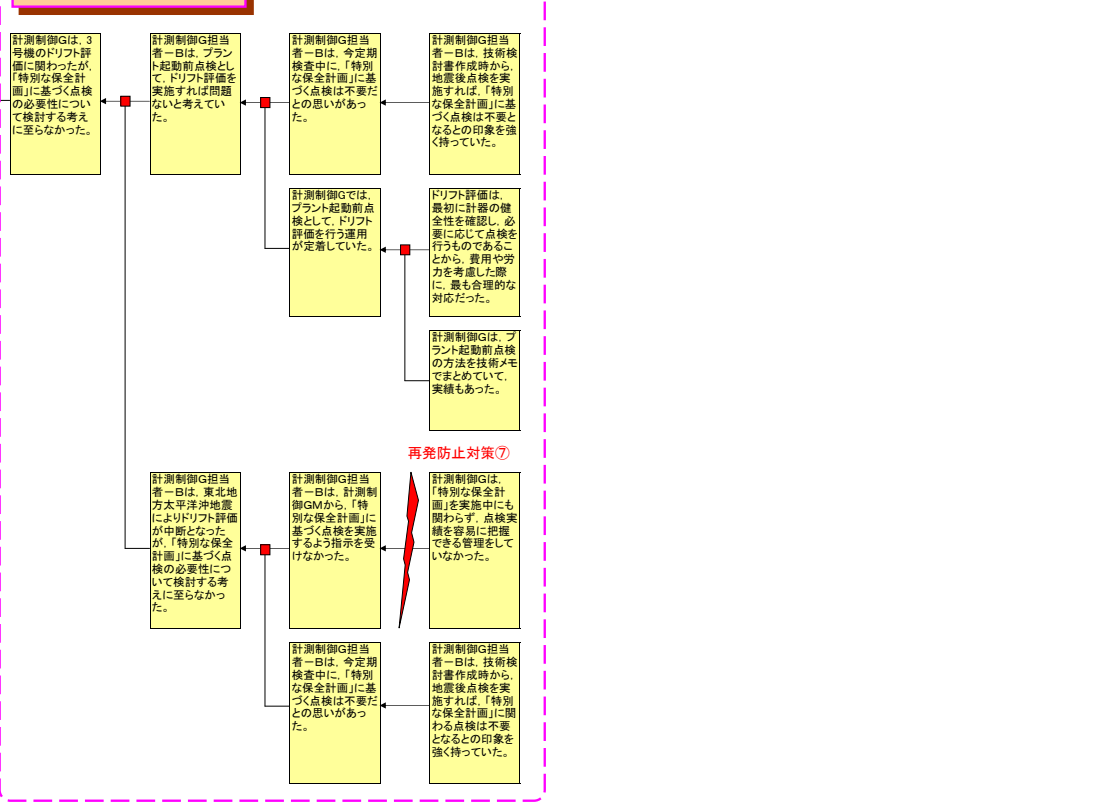 計測制御Gは，３
号機のドリフト評
価に関わったが，
「特別な保全計
画」に基づく点検
の必要性につい
て検討する考え
に至らなかった。
計測制御G担当
者－Bは，プラン
ト起動前点検とし
て，ドリフト評価を
実施すれば問題
ないと考えてい
た。
計測制御G担当
者－Bは，今定期
検査中に，「特別
な保全計画」に基
づく点検は不要だ
との思いがあっ
た。
計測制御G担当
者－Bは，技術検
討書作成時から，
地震後点検を実
施すれば，「特別
な保全計画」に基
づく点検は不要と
なるとの印象を強
く持っていた。
計測制御Gでは，
プラント起動前点
検として，ドリフト
評価を行う運用
が定着していた。
ドリフト評価は，
最初に計器の健
全性を確認し，必
要に応じて点検を
行うものであるこ
とから，費用や労
力を考慮した際
に，最も合理的な
対応だった。
計測制御Gは，プ
ラント起動前点検
の方法を技術メモ
でまとめていて，
実績もあった。
再発防止対策⑦
計測制御G担当
者－Bは，東北地
方太平洋沖地震
によりドリフト評価
が中断となった
が，「特別な保全
計画」に基づく点
検の必要性につ
いて検討する考
えに至らなかっ
た。
計測制御G担当
者－Bは，計測制
御GMから，「特
別な保全計画」に
基づく点検を実施
するよう指示を受
けなかった。
計測制御Gは，
「特別な保全計
画」を実施中にも
関わらず，点検実
績を容易に把握
できる管理をして
いなかった。
計測制御G担当
者－Bは，今定期
検査中に，「特別
な保全計画」に基
づく点検は不要だ
との思いがあっ
た。
計測制御G担当
者－Bは，技術検
討書作成時から，
地震後点検を実
施すれば，「特別
な保全計画」に関
わる点検は不要
となるとの印象を
強く持っていた。